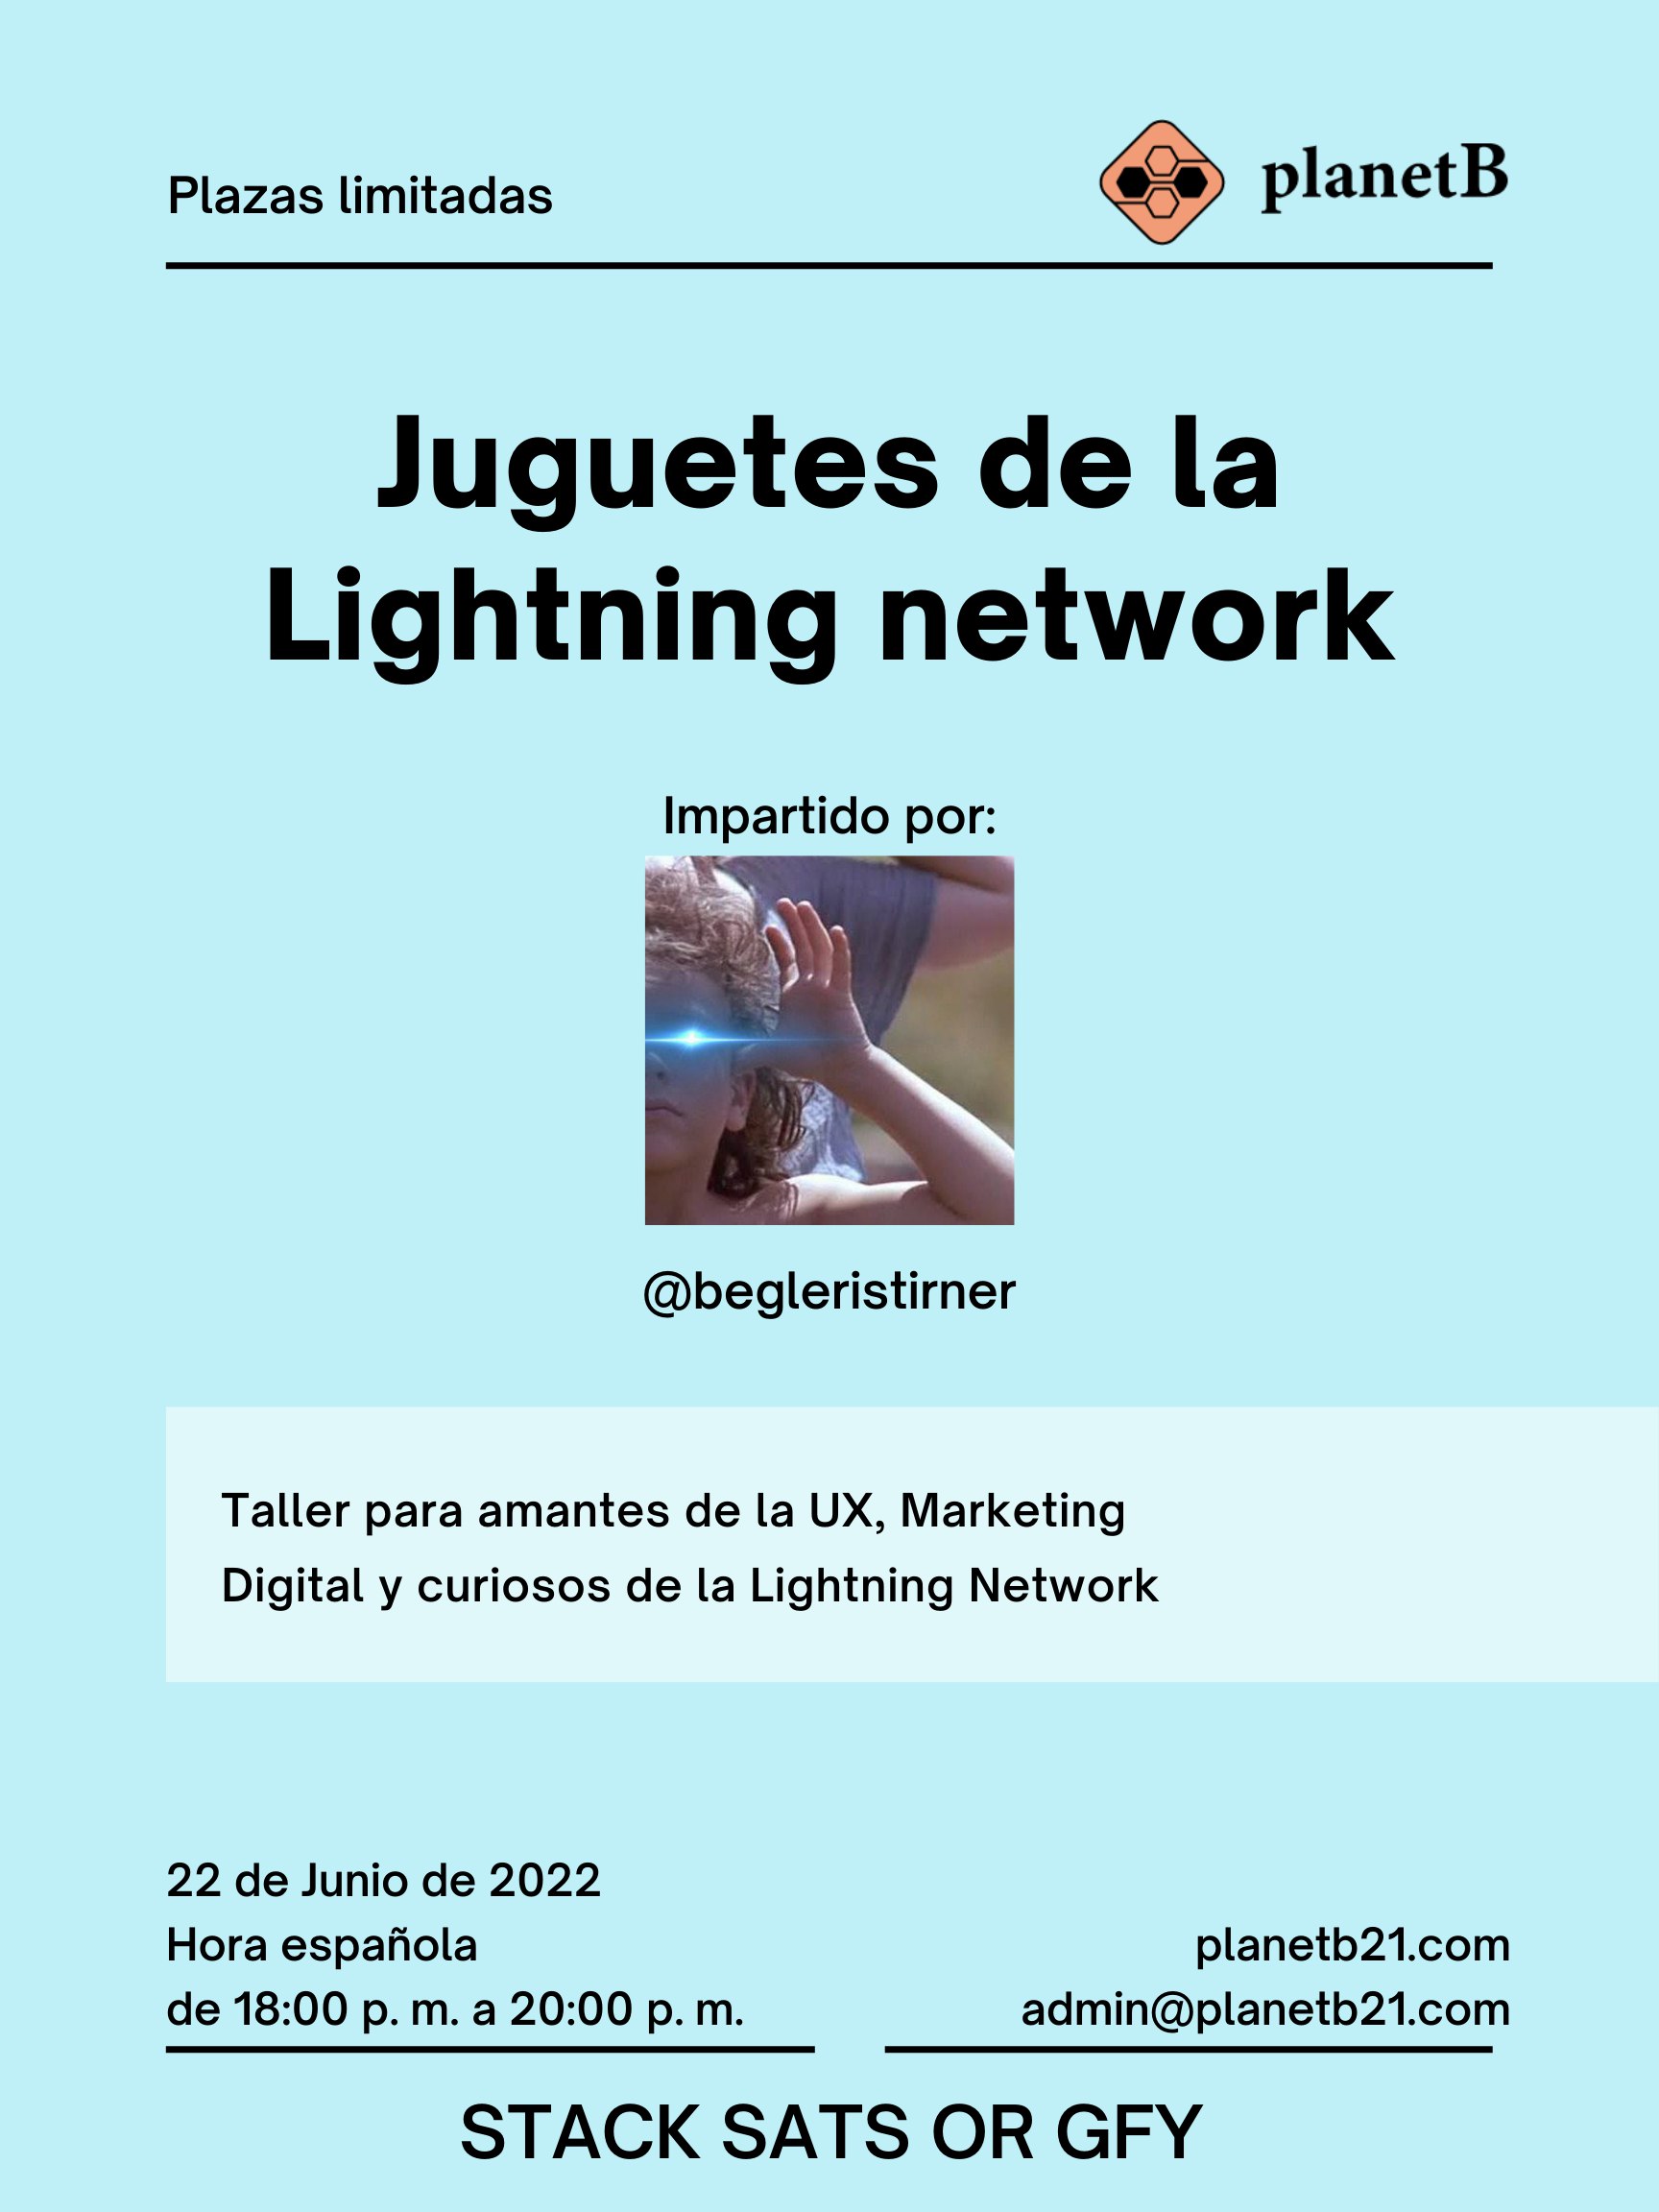 Plazas limitadas
planetB
Juguetes de la
Lightning network
Impartido por:
@begleristirner
Taller para amantes de la UX, Marketing
Digital y curiosos de la Lightning Network
22 de Junio de 2022
Hora española
de 18:00 p. m. a 20:00 p. m.
planetb21.com
admin@planetb21.com
STACK SATS OR GFY